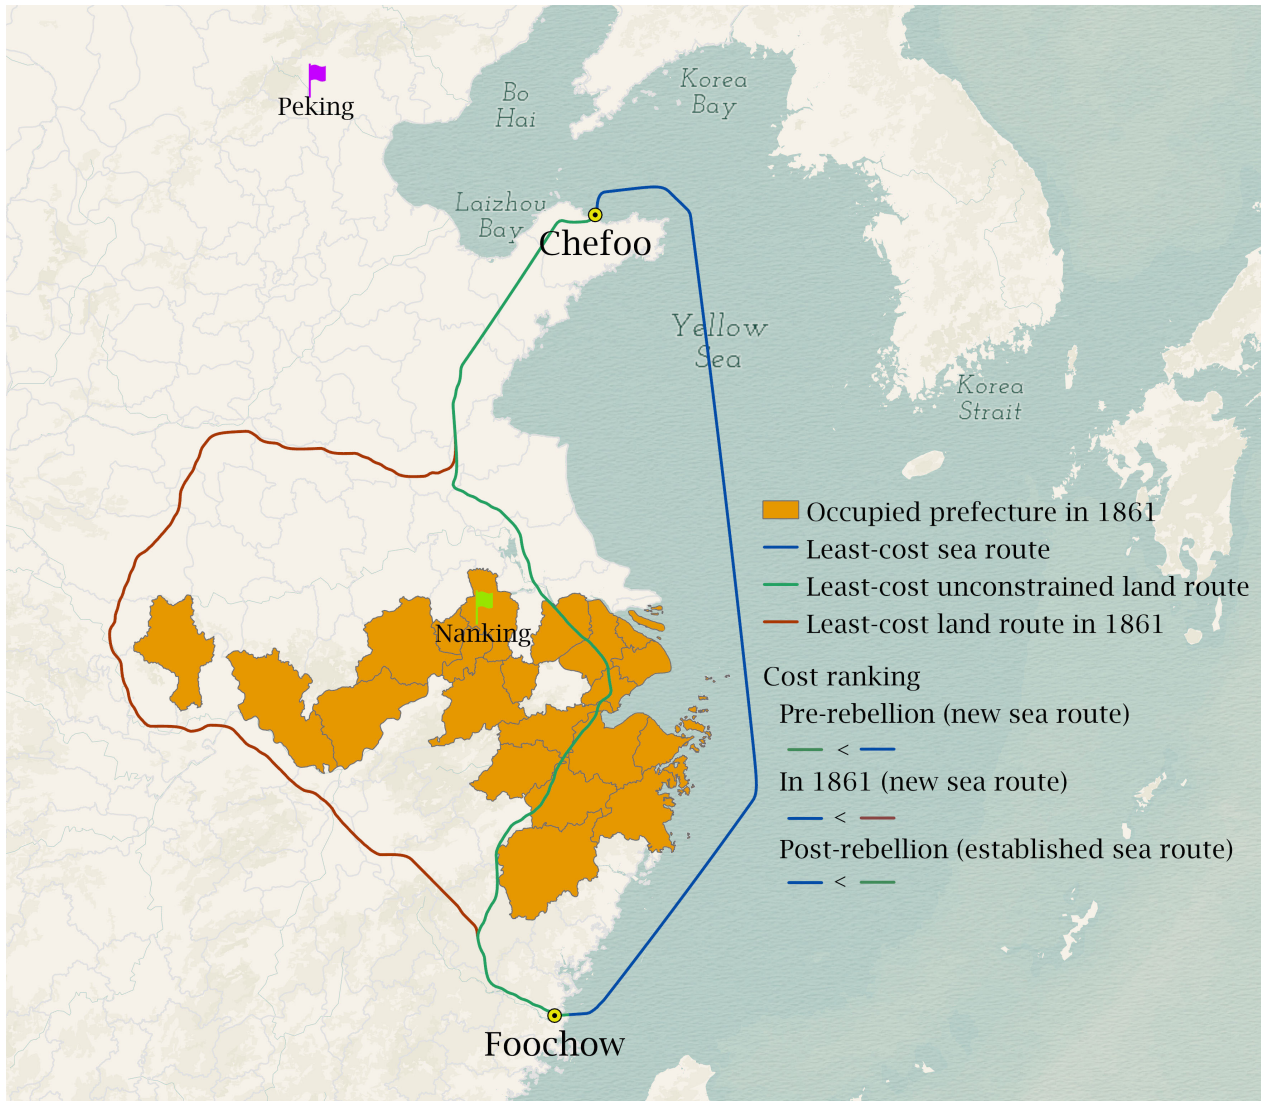 Peking
Bo
Hai
Korea
Bay
Laizhou
Bay
Chefoo
Yellow
Sea
Korea
Strait
Occupied prefecture in 1861
Least-cost sea route
Least-cost unconstrained land route
Least-cost land route in 1861
Nanking
Cost ranking
Pre-rebellion (new sea route)
<
In 1861 (new sea route)
<
Post-rebellion (established sea route)
<
Foochow